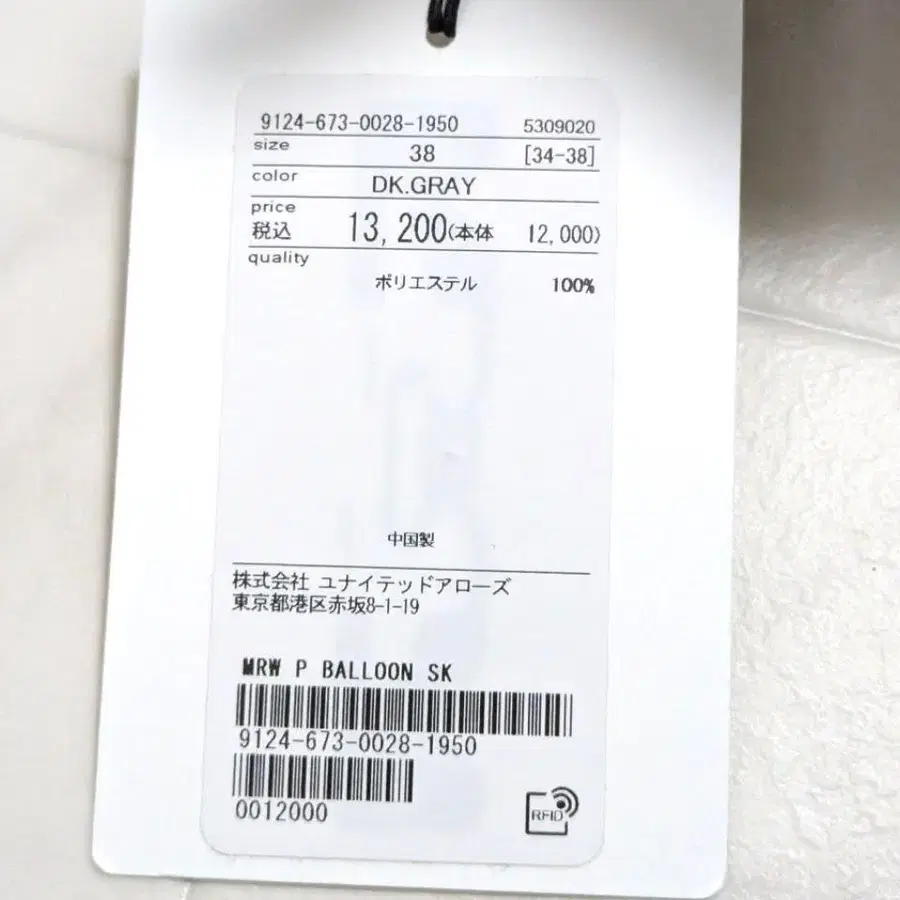 9124-673-0028-1950 5309020
size 38 [34-38]
color DK.GRAY
price
税込 13,200(本体 12,000)
quality
ポリエステル 100%
中国製
株式会社 ユナイテッドアローズ
東京都港区赤坂8-1-19
MRW P BALLOON SK
9124-673-0028-1950
0012000
RFID